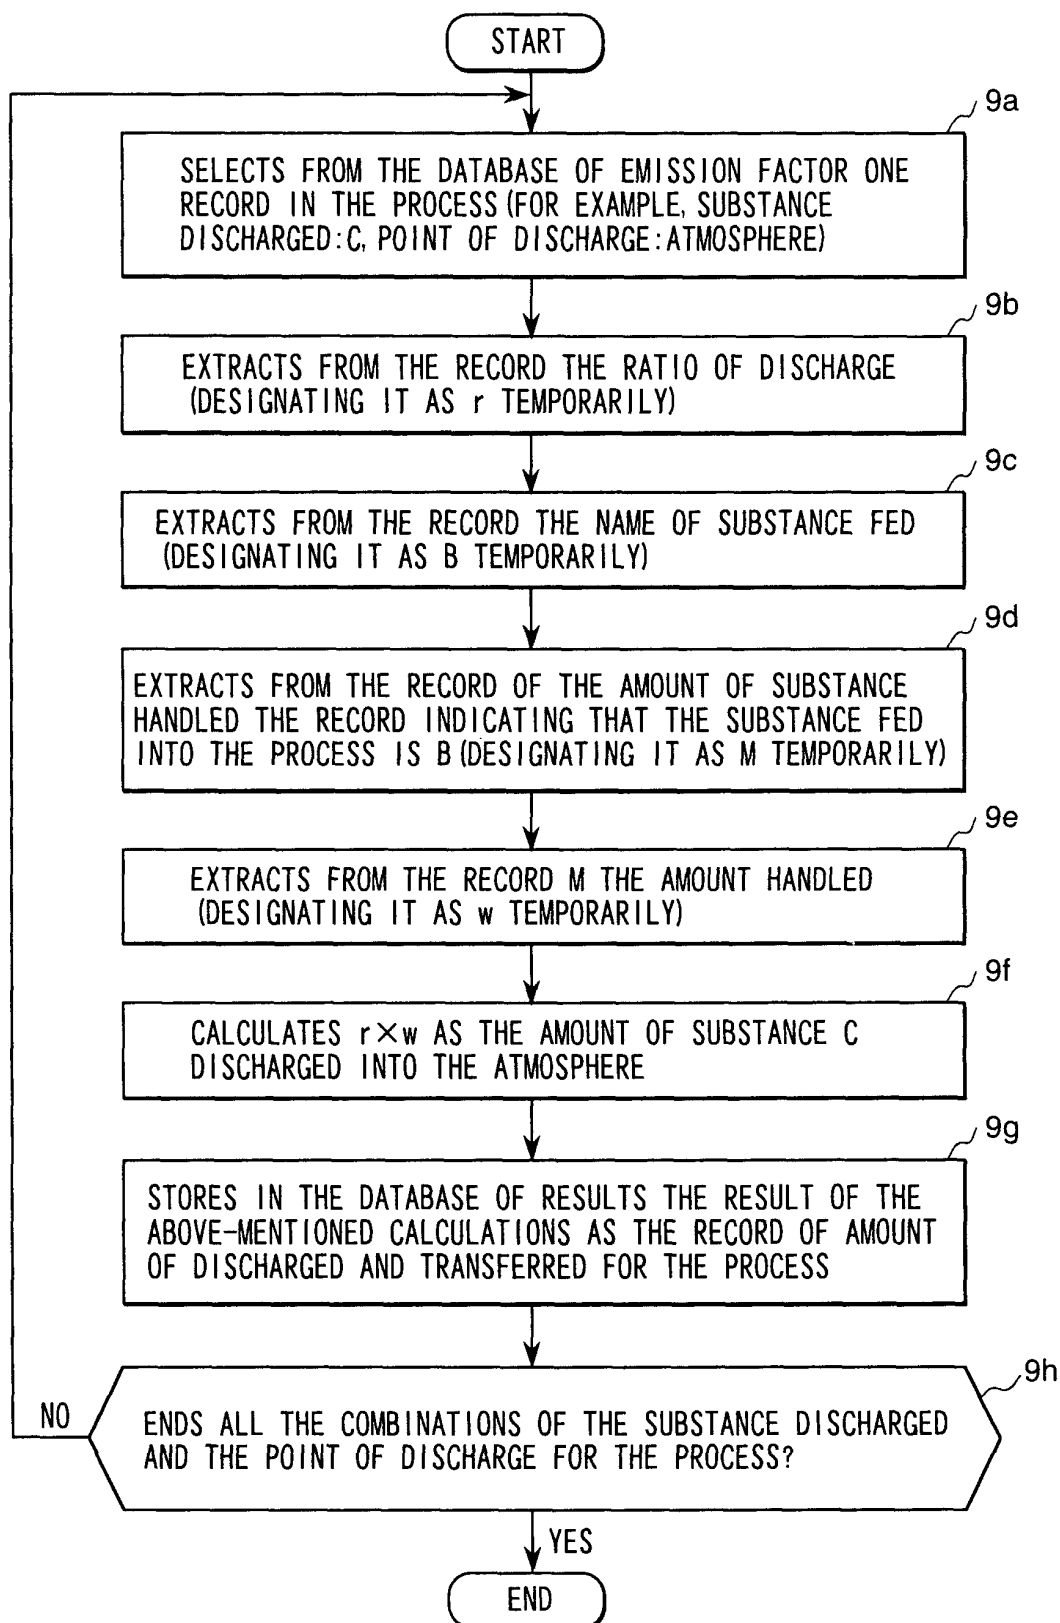 START
9a
SELECTS FROM THE DATABASE OF EMISSION FACTOR ONE
RECORD IN THE PROCESS (FOR EXAMPLE, SUBSTANCE
DISCHARGED:C, POINT OF DISCHARGE:ATMOSPHERE)
9b
EXTRACTS FROM THE RECORD THE RATIO OF DISCHARGE
(DESIGNATING IT AS r TEMPORARILY)
9c
EXTRACTS FROM THE RECORD THE NAME OF SUBSTANCE FED
(DESIGNATING IT AS B TEMPORARILY)
9d
EXTRACTS FROM THE RECORD OF THE AMOUNT OF SUBSTANCE
HANDLED THE RECORD INDICATING THAT THE SUBSTANCE FED
INTO THE PROCESS IS B (DESIGNATING IT AS M TEMPORARILY)
9e
EXTRACTS FROM THE RECORD M THE AMOUNT HANDLED
(DESIGNATING IT AS w TEMPORARILY)
9f
CALCULATES r×w AS THE AMOUNT OF SUBSTANCE C
DISCHARGED INTO THE ATMOSPHERE
9g
STORES IN THE DATABASE OF RESULTS THE RESULT OF THE
ABOVE-MENTIONED CALCULATIONS AS THE RECORD OF AMOUNT
OF DISCHARGED AND TRANSFERRED FOR THE PROCESS
9h
NO
ENDS ALL THE COMBINATIONS OF THE SUBSTANCE DISCHARGED
AND THE POINT OF DISCHARGE FOR THE PROCESS?
YES
END